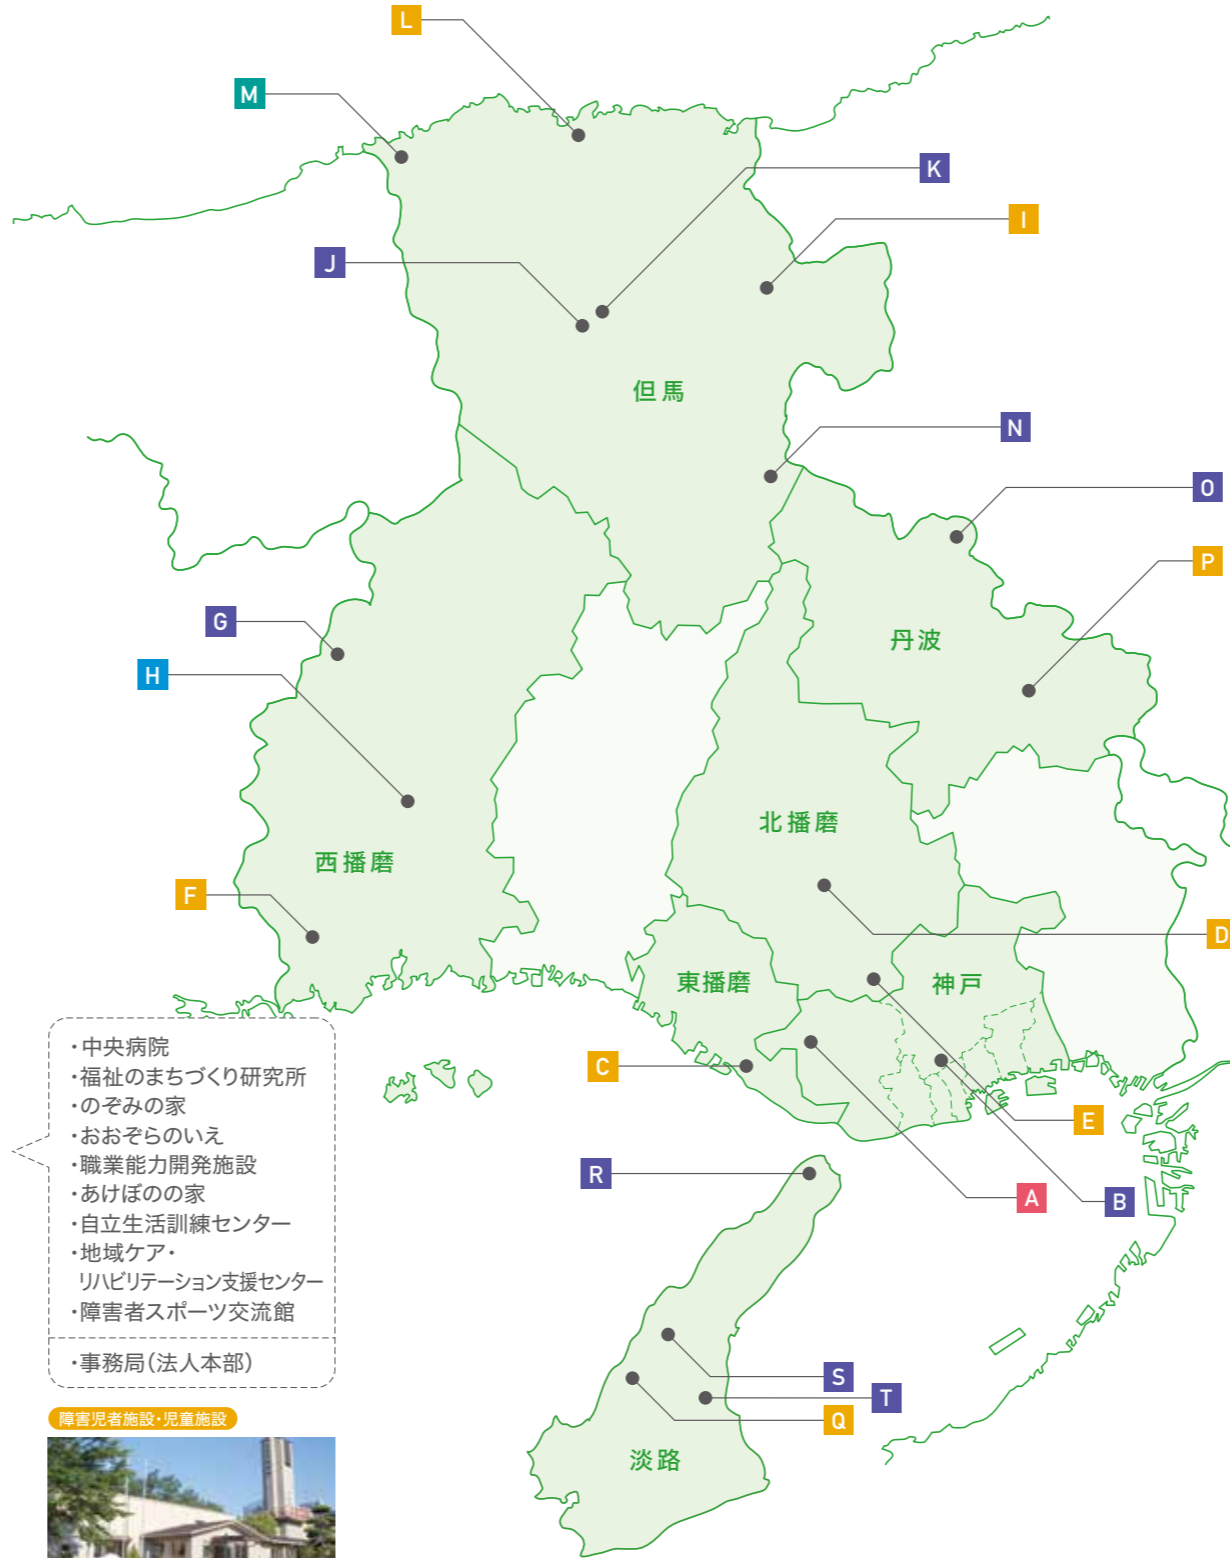 L
M
K
I
J
但馬
N
O
P
丹波
G
H
北播磨
西播磨
F
D
東播磨
神戸
C
E
R
A
B
・中央病院
・福祉のまちづくり研究所
・のぞみの家
・おおぞらのいえ
・職業能力開発施設
・あけぼのの家
・自立生活訓練センター
・地域ケア・
リハビリテーション支援センター
・障害者スポーツ交流館
・事務局(法人本部)
S
T
Q
障害児者施設・児童施設
淡路